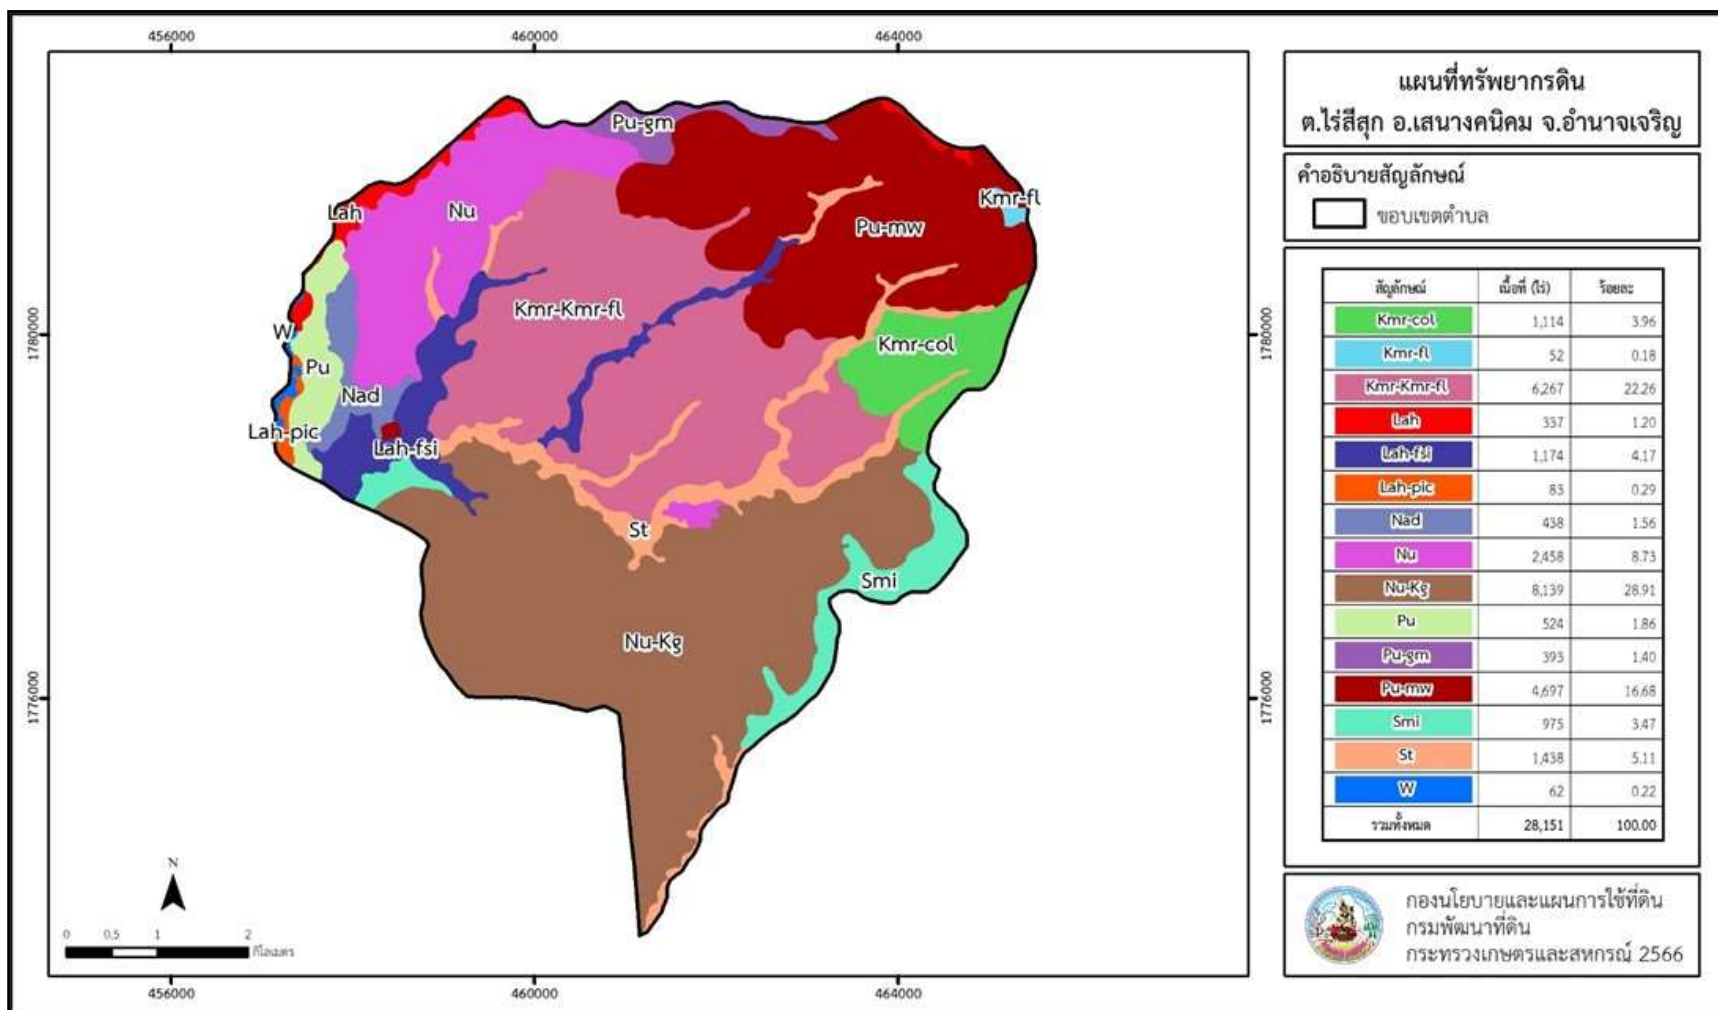 456000
460000
464000
แผนที่ทรัพยากรดิน
ต.ไร่สีสุก อ.เสนางคนิคม จ.อำนาจเจริญ
คำอธิบายสัญลักษณ์
ขอบเขตตำบล
Pu-gm
Kmr-fl
Lah
Nu
Pu-mw
Kmr-Kmr-fl
W
Kmr-col
Pu
Nad
Lah-pic
Lah-fsi
St
Smi
Nu-Kg
1780000
1780000
1776000
1776000
สัญลักษณ์ เนื้อที่ (ไร่) ร้อยละ
Kmr-col 1,114 3.96
Kmr-fl 52 0.18
Kmr-Kmr-fl 6,267 22.26
Lah 337 1.20
Lah-fsi 1,174 4.17
Lah-pic 83 0.29
Nad 438 1.56
Nu 2,458 8.73
Nu-Kg 8,139 28.91
Pu 524 1.86
Pu-gm 393 1.40
Pu-mw 4,697 16.68
Smi 975 3.47
St 1,438 5.11
W 62 0.22
รวมทั้งหมด 28,151 100.00
N
0 0.5 1 2
กิโลเมตร
กองนโยบายและแผนการใช้ที่ดิน
กรมพัฒนาที่ดิน
กระทรวงเกษตรและสหกรณ์ 2566
456000
460000
464000